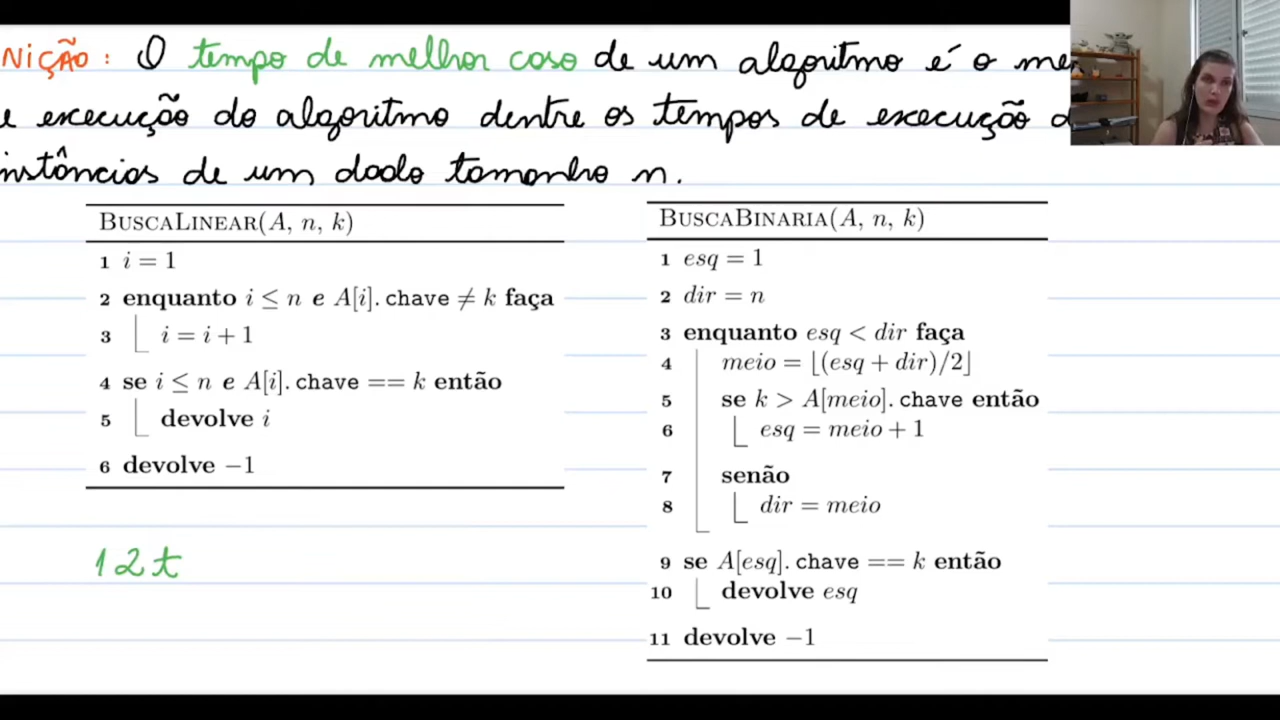 NIÇÃO: O tempo de melhor caso de um algoritmo é o me
e execução do algoritmo dentre os tempos de execução d
instâncias de um dado tamanho n.
BUSCALINEAR(A, n, k)
1 i = 1
2 enquanto i ≤ n e A[i]. chave ≠ k faça
3 i = i + 1
4 se i ≤ n e A[i]. chave == k então
5 devolve i
6 devolve −1
12t
BUSCABINARIA(A, n, k)
1 esq = 1
2 dir = n
3 enquanto esq < dir faça
4 meio = ⌊(esq + dir)/2⌋
5 se k > A[meio]. chave então
6 esq = meio + 1
7 senão
8 dir = meio
9 se A[esq]. chave == k então
10 devolve esq
11 devolve −1